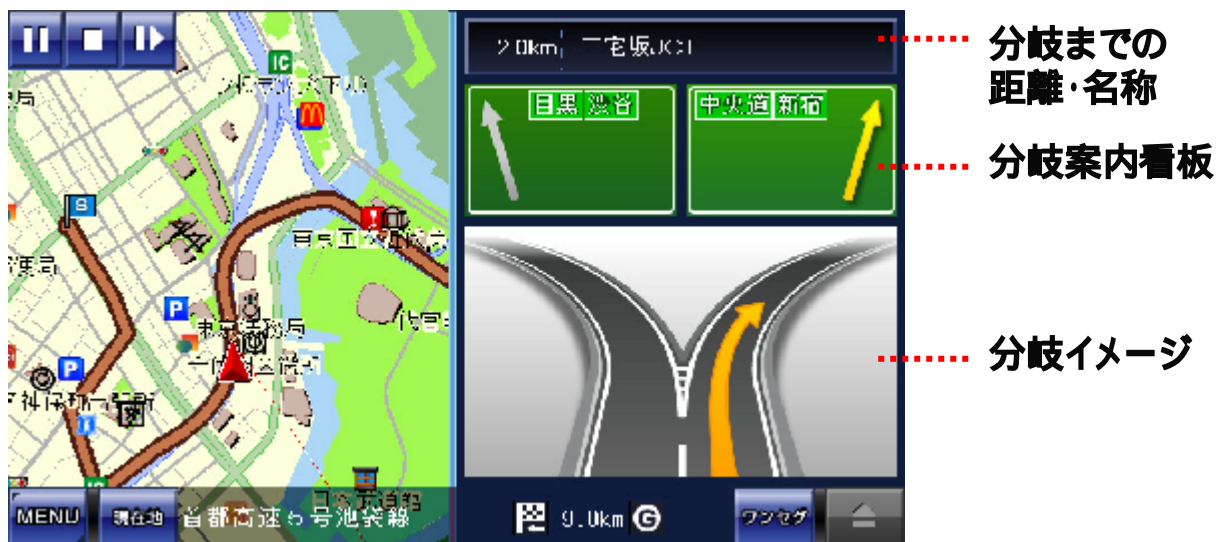 IC
P
S
P
MENU
現在地
首都高速5号池袋線
2.0km
三宅坂JCT
目黒 渋谷
中央道 新宿
9.0km G
ワンセグ
分岐までの
距離・名称
分岐案内看板
分岐イメージ